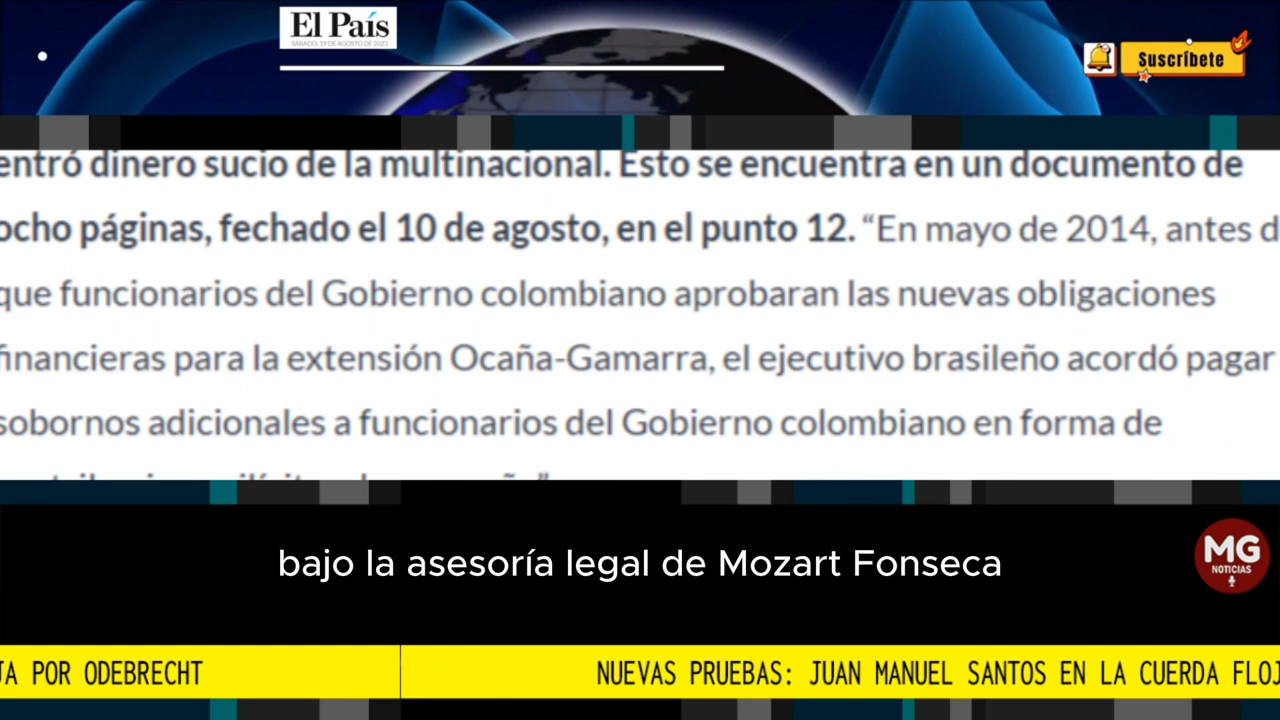 El País
SÁBADO, 19 DE AGOSTO DE 2023
Suscríbete
entró dinero sucio de la multinacional. Esto se encuentra en un documento de
ocho páginas, fechado el 10 de agosto, en el punto 12. “En mayo de 2014, antes d
que funcionarios del Gobierno colombiano aprobaran las nuevas obligaciones
financieras para la extensión Ocaña-Gamarra, el ejecutivo brasileño acordó pagar
sobornos adicionales a funcionarios del Gobierno colombiano en forma de
bajo la asesoría legal de Mozart Fonseca
MG
NOTICIAS
JA POR ODEBRECHT
NUEVAS PRUEBAS: JUAN MANUEL SANTOS EN LA CUERDA FLOJ